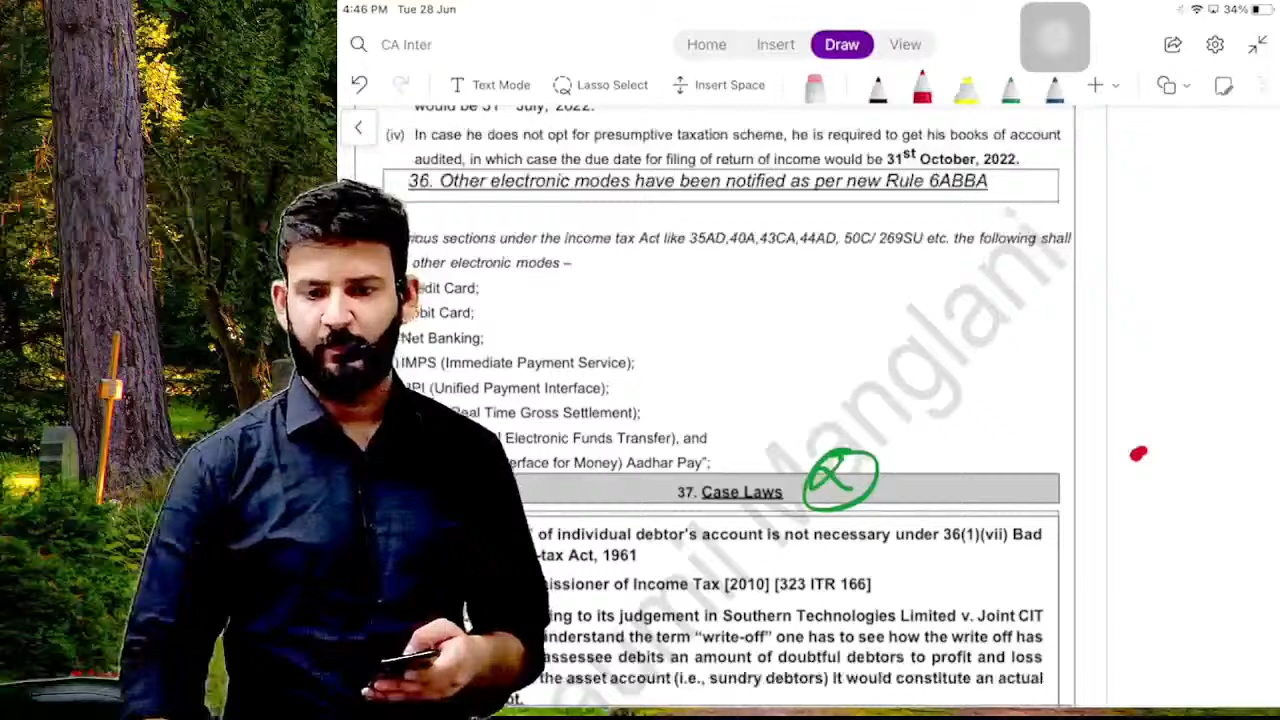 4:46 PM Tue 28 Jun
34%
CA Inter
Home Insert Draw View
Text Mode Lasso Select Insert Space
would be 31 July, 2022.
(iv) In case he does not opt for presumptive taxation scheme, he is required to get his books of account
audited, in which case the due date for filing of return of income would be 31st October, 2022.
36. Other electronic modes have been notified as per new Rule 6ABBA
sections under the income tax Act like 35AD,40A,43CA,44AD, 50C/ 269SU etc. the following shall
other electronic modes –
Card;
Card;
Net Banking;
IMPS (Immediate Payment Service);
(Unified Payment Interface);
Real Time Gross Settlement);
Electronic Funds Transfer), and
for Money) Aadhar Pay";
37. Case Laws
of individual debtor's account is not necessary under 36(1)(vii) Bad
-tax Act, 1961
of Income Tax [2010] [323 ITR 166]
to its judgement in Southern Technologies Limited v. Joint CIT
understand the term "write-off" one has to see how the write off has
assessee debits an amount of doubtful debtors to profit and loss
the asset account (i.e., sundry debtors) it would constitute an actual
Manglani